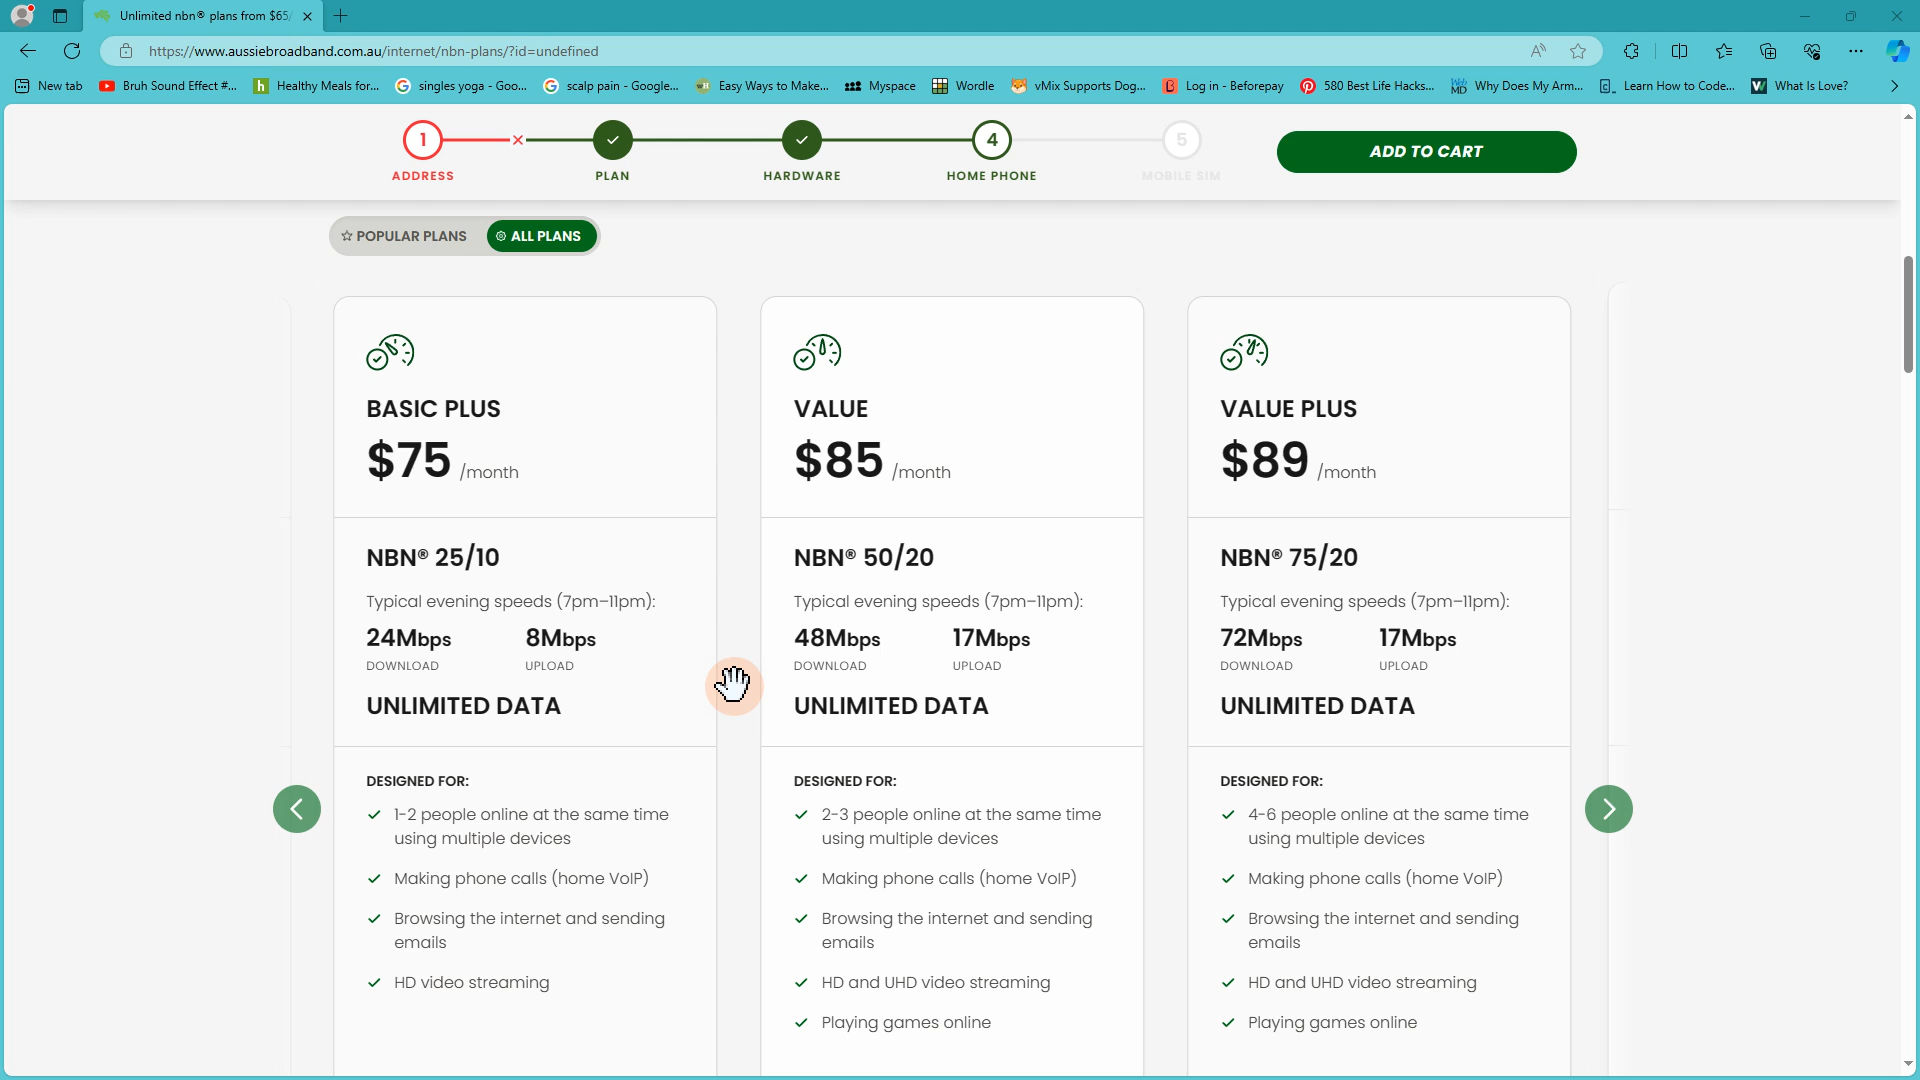 Unlimited nbn® plans from $65/
https://www.aussiebroadband.com.au/internet/nbn-plans/?id=undefined
New tab
Bruh Sound Effect #...
Healthy Meals for...
singles yoga - Goo...
scalp pain - Google...
Easy Ways to Make...
Myspace
Wordle
vMix Supports Dog...
Log in - Beforepay
580 Best Life Hacks...
Why Does My Arm...
Learn How to Code...
What Is Love?
1
4
5
ADDRESS
PLAN
HARDWARE
HOME PHONE
MOBILE SIM
ADD TO CART
POPULAR PLANS
ALL PLANS
BASIC PLUS
$75 /month
NBN® 25/10
Typical evening speeds (7pm–11pm):
24Mbps 8Mbps
DOWNLOAD UPLOAD
UNLIMITED DATA
DESIGNED FOR:
1-2 people online at the same time
using multiple devices
Making phone calls (home VoIP)
Browsing the internet and sending
emails
HD video streaming
VALUE
$85 /month
NBN® 50/20
Typical evening speeds (7pm–11pm):
48Mbps 17Mbps
DOWNLOAD UPLOAD
UNLIMITED DATA
DESIGNED FOR:
2-3 people online at the same time
using multiple devices
Making phone calls (home VoIP)
Browsing the internet and sending
emails
HD and UHD video streaming
Playing games online
VALUE PLUS
$89 /month
NBN® 75/20
Typical evening speeds (7pm–11pm):
72Mbps 17Mbps
DOWNLOAD UPLOAD
UNLIMITED DATA
DESIGNED FOR:
4-6 people online at the same time
using multiple devices
Making phone calls (home VoIP)
Browsing the internet and sending
emails
HD and UHD video streaming
Playing games online